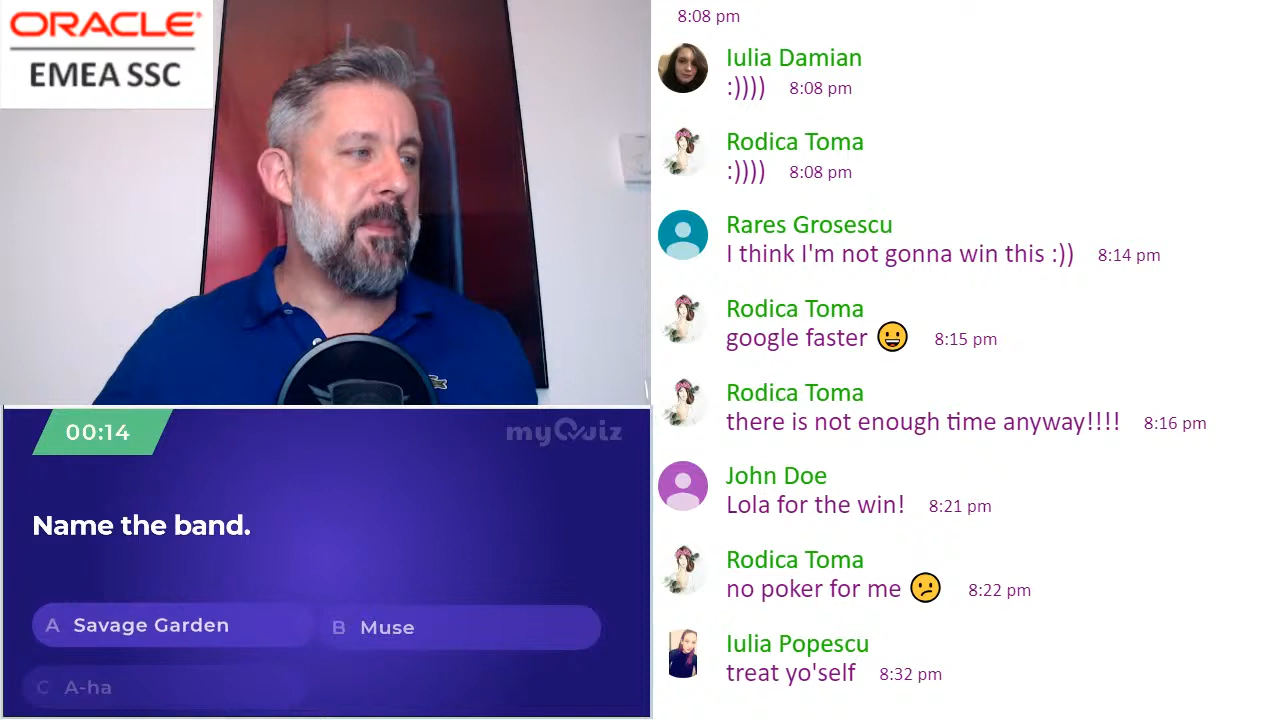 ORACLE
EMEA SSC
00:14
myQuiz
Name the band.
A Savage Garden
B Muse
C A-ha
8:08 pm
Iulia Damian
:)))) 8:08 pm
Rodica Toma
:)))) 8:08 pm
Rares Grosescu
I think I'm not gonna win this :)) 8:14 pm
Rodica Toma
google faster 😀 8:15 pm
Rodica Toma
there is not enough time anyway!!!! 8:16 pm
John Doe
Lola for the win! 8:21 pm
Rodica Toma
no poker for me 😕 8:22 pm
Iulia Popescu
treat yo'self 8:32 pm